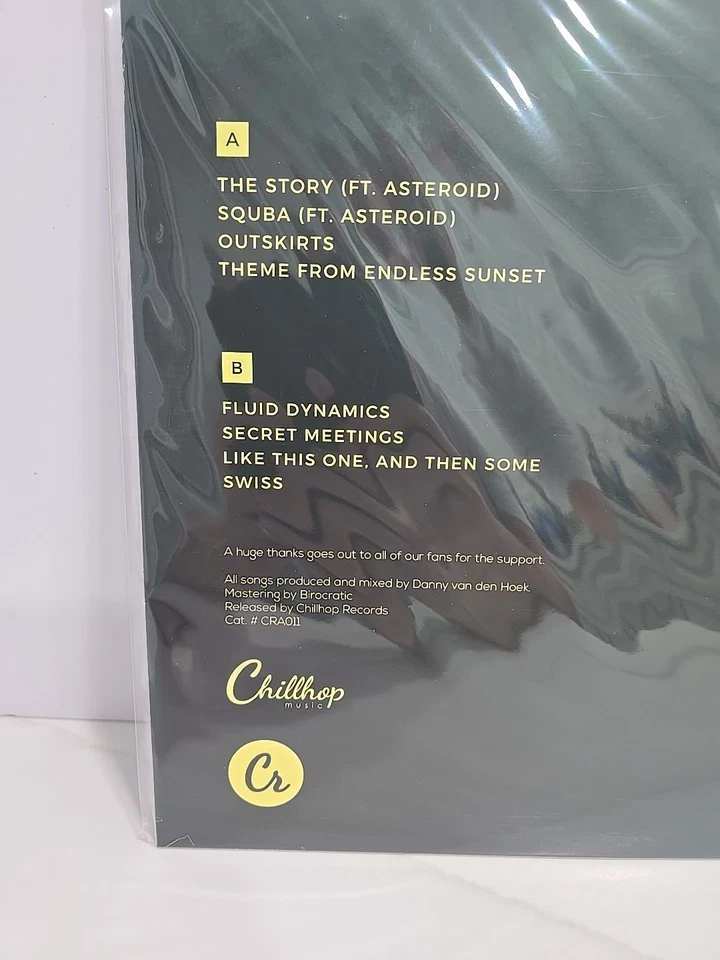 A
THE STORY (FT. ASTEROID)
SQUBA (FT. ASTEROID)
OUTSKIRTS
THEME FROM ENDLESS SUNSET
B
FLUID DYNAMICS
SECRET MEETINGS
LIKE THIS ONE, AND THEN SOME
SWISS
A huge thanks goes out to all of our fans for the support.
All songs produced and mixed by Danny van den Hoek.
Mastering by Birocratic
Released by Chillhop Records
Cat. # CRA011
Chillhop
music
Cr